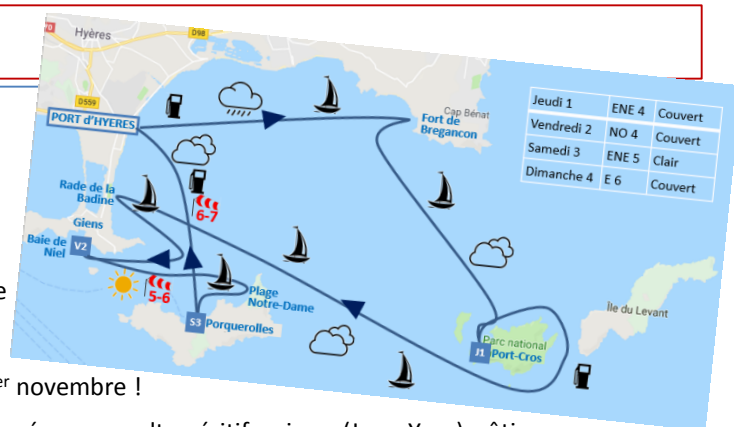 Hyères
D98
D559
PORT d'HYERES
Cap Bénat
Fort de
Bregancon
Jeudi 1 ENE 4 Couvert
Vendredi 2 NO 4 Couvert
Samedi 3 ENE 5 Clair
Dimanche 4 E 6 Couvert
Rade de la
Badine
6-7
Giens
Baie de
Niel
V2
5-6
Plage
Notre-Dame
S3 Porquerolles
Île du Levant
Parc national
J1 Port-Cros
e
er novembre !